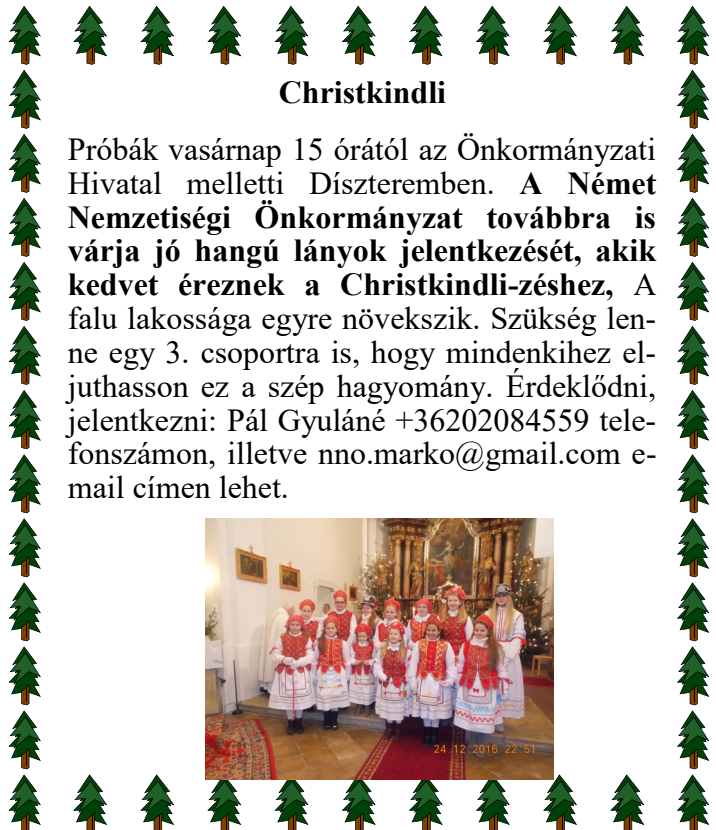 Christkindli
Próbák vasárnap 15 órától az Önkormányzati
Hivatal melletti Díszteremben. A Német
Nemzetiségi Önkormányzat továbbra is
várja jó hangú lányok jelentkezését, akik
kedvet éreznek a Christkindli-zéshez, A
falu lakossága egyre növekszik. Szükség len-
ne egy 3. csoportra is, hogy mindenkihez el-
juthasson ez a szép hagyomány. Érdeklődni,
jelentkezni: Pál Gyuláné +36202084559 tele-
fonszámon, illetve nno.marko@gmail.com e-
mail címen lehet.
24.12.2016 22:51